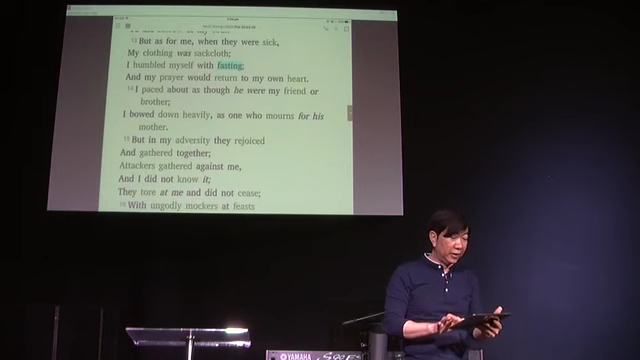 13 But as for me, when they were sick,
My clothing was sackcloth;
I humbled myself with fasting;
And my prayer would return to my own heart.
14 I paced about as though he were my friend or
brother;
I bowed down heavily, as one who mourns for his
mother.
15 But in my adversity they rejoiced
And gathered together;
Attackers gathered against me,
And I did not know it;
They tore at me and did not cease;
16 With ungodly mockers at feasts
YAMAHA S90 ES